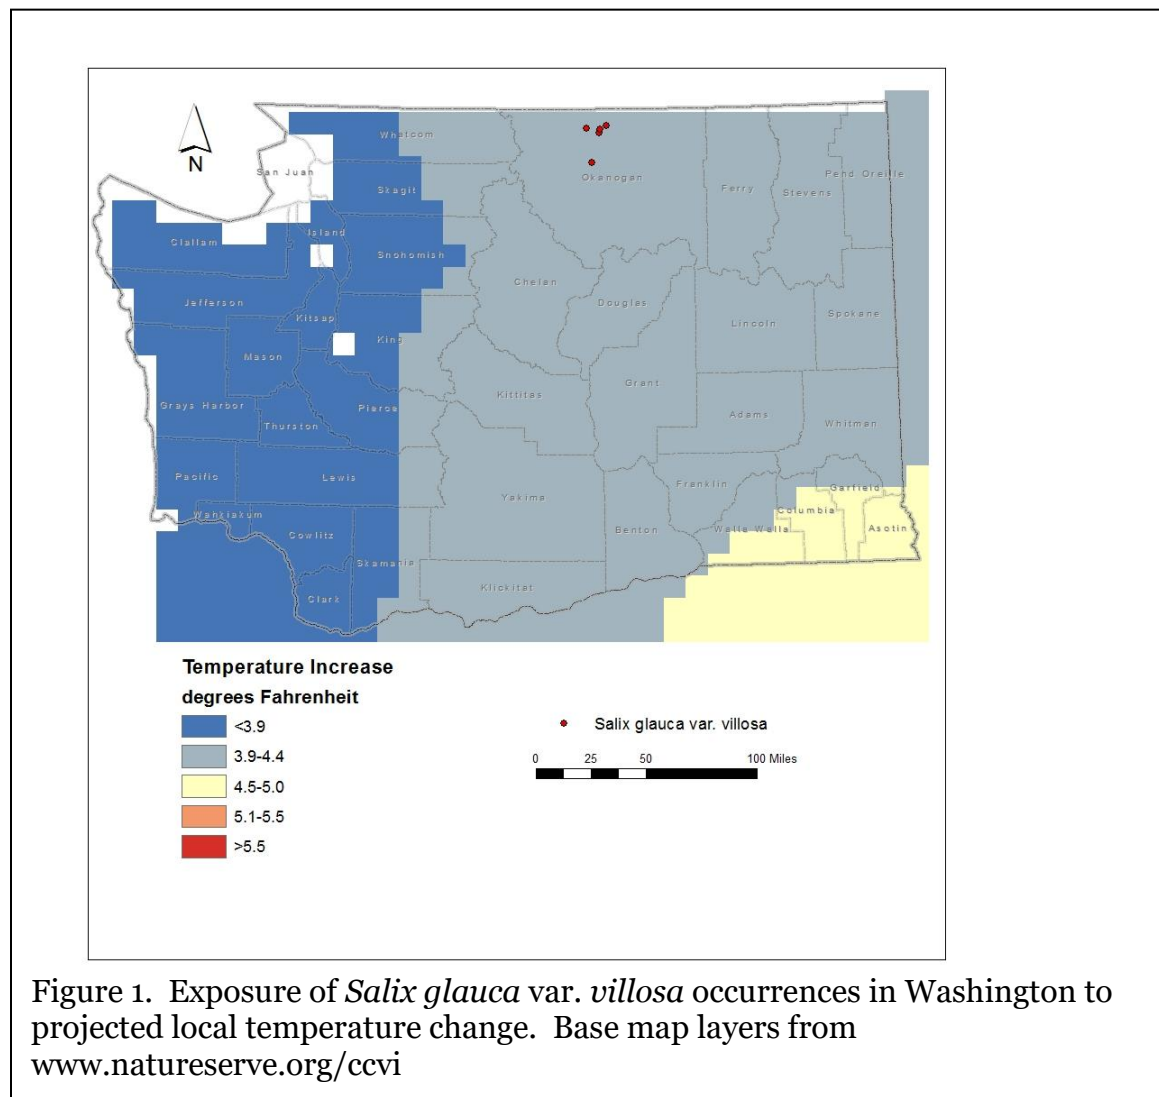 N
San Juan
Whatcom
Skagit
Okanogan
Ferry
Stevens
Pend Oreille
Clallam
Island
Snohomish
Chelan
Douglas
Jefferson
Kitsap
King
Lincoln
Spokane
Mason
Kittitas
Grant
Grays Harbor
Thurston
Pierce
Adams
Whitman
Pacific
Lewis
Yakima
Franklin
Garfield
Wahkiakum
Cowlitz
Skamania
Benton
Walla Walla
Columbia
Asotin
Clark
Klickitat
Temperature Increase
degrees Fahrenheit
<3.9
3.9-4.4
4.5-5.0
5.1-5.5
>5.5
Salix glauca var. villosa
0 25 50 100 Miles
Figure 1. Exposure of Salix glauca var. villosa occurrences in Washington to
projected local temperature change. Base map layers from
www.natureserve.org/ccvi